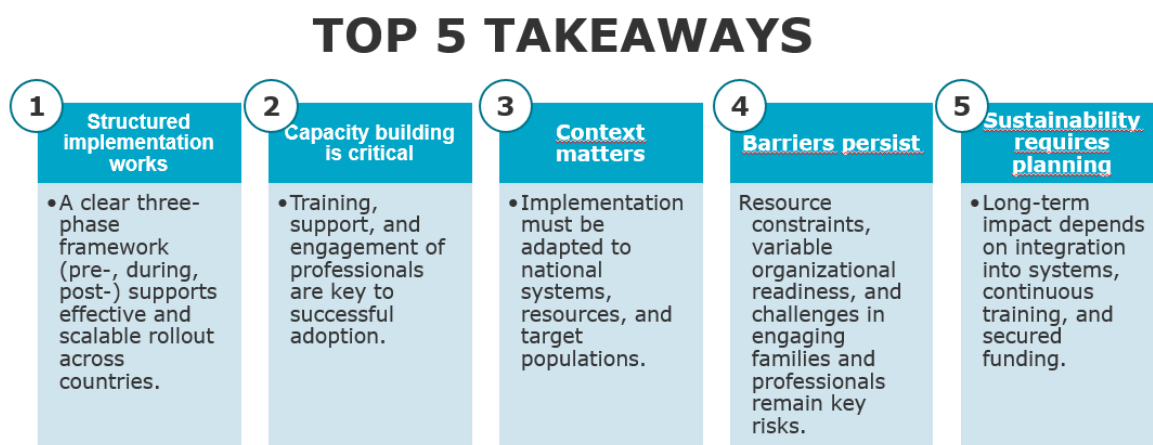 TOP 5 TAKEAWAYS
1
Structured
implementation
works
•A clear three-
phase
framework
(pre-, during,
post-) supports
effective and
scalable rollout
across
countries.
2
Capacity building
is critical
•Training,
support, and
engagement of
professionals
are key to
successful
adoption.
3
Context
matters
•Implementation
must be
adapted to
national
systems,
resources, and
target
populations.
4
Barriers persist
Resource
constraints,
variable
organizational
readiness, and
challenges in
engaging
families and
professionals
remain key
risks.
5
Sustainability
requires
planning
•Long-term
impact depends
on integration
into systems,
continuous
training, and
secured
funding.